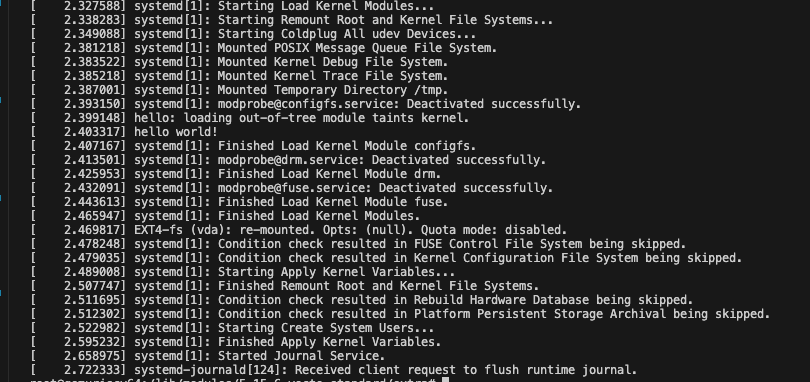 [    2.327588] systemd[1]: Starting Load Kernel Modules...
[    2.338283] systemd[1]: Starting Remount Root and Kernel File Systems...
[    2.349088] systemd[1]: Starting Coldplug All udev Devices...
[    2.381218] systemd[1]: Mounted POSIX Message Queue File System.
[    2.383522] systemd[1]: Mounted Kernel Debug File System.
[    2.385218] systemd[1]: Mounted Kernel Trace File System.
[    2.387001] systemd[1]: Mounted Temporary Directory /tmp.
[    2.393150] systemd[1]: modprobe@configfs.service: Deactivated successfully.
[    2.399148] hello: loading out-of-tree module taints kernel.
[    2.403317] hello world!
[    2.407167] systemd[1]: Finished Load Kernel Module configfs.
[    2.413501] systemd[1]: modprobe@drm.service: Deactivated successfully.
[    2.425953] systemd[1]: Finished Load Kernel Module drm.
[    2.432091] systemd[1]: modprobe@fuse.service: Deactivated successfully.
[    2.443613] systemd[1]: Finished Load Kernel Module fuse.
[    2.465947] systemd[1]: Finished Load Kernel Modules.
[    2.469817] EXT4-fs (vda): re-mounted. Opts: (null). Quota mode: disabled.
[    2.478248] systemd[1]: Condition check resulted in FUSE Control File System being skipped.
[    2.479035] systemd[1]: Condition check resulted in Kernel Configuration File System being skipped.
[    2.489008] systemd[1]: Starting Apply Kernel Variables...
[    2.507747] systemd[1]: Finished Remount Root and Kernel File Systems.
[    2.511695] systemd[1]: Condition check resulted in Rebuild Hardware Database being skipped.
[    2.512302] systemd[1]: Condition check resulted in Platform Persistent Storage Archival being skipped.
[    2.522982] systemd[1]: Starting Create System Users...
[    2.595232] systemd[1]: Finished Apply Kernel Variables.
[    2.658975] systemd[1]: Started Journal Service.
[    2.722333] systemd-journald[124]: Received client request to flush runtime journal.